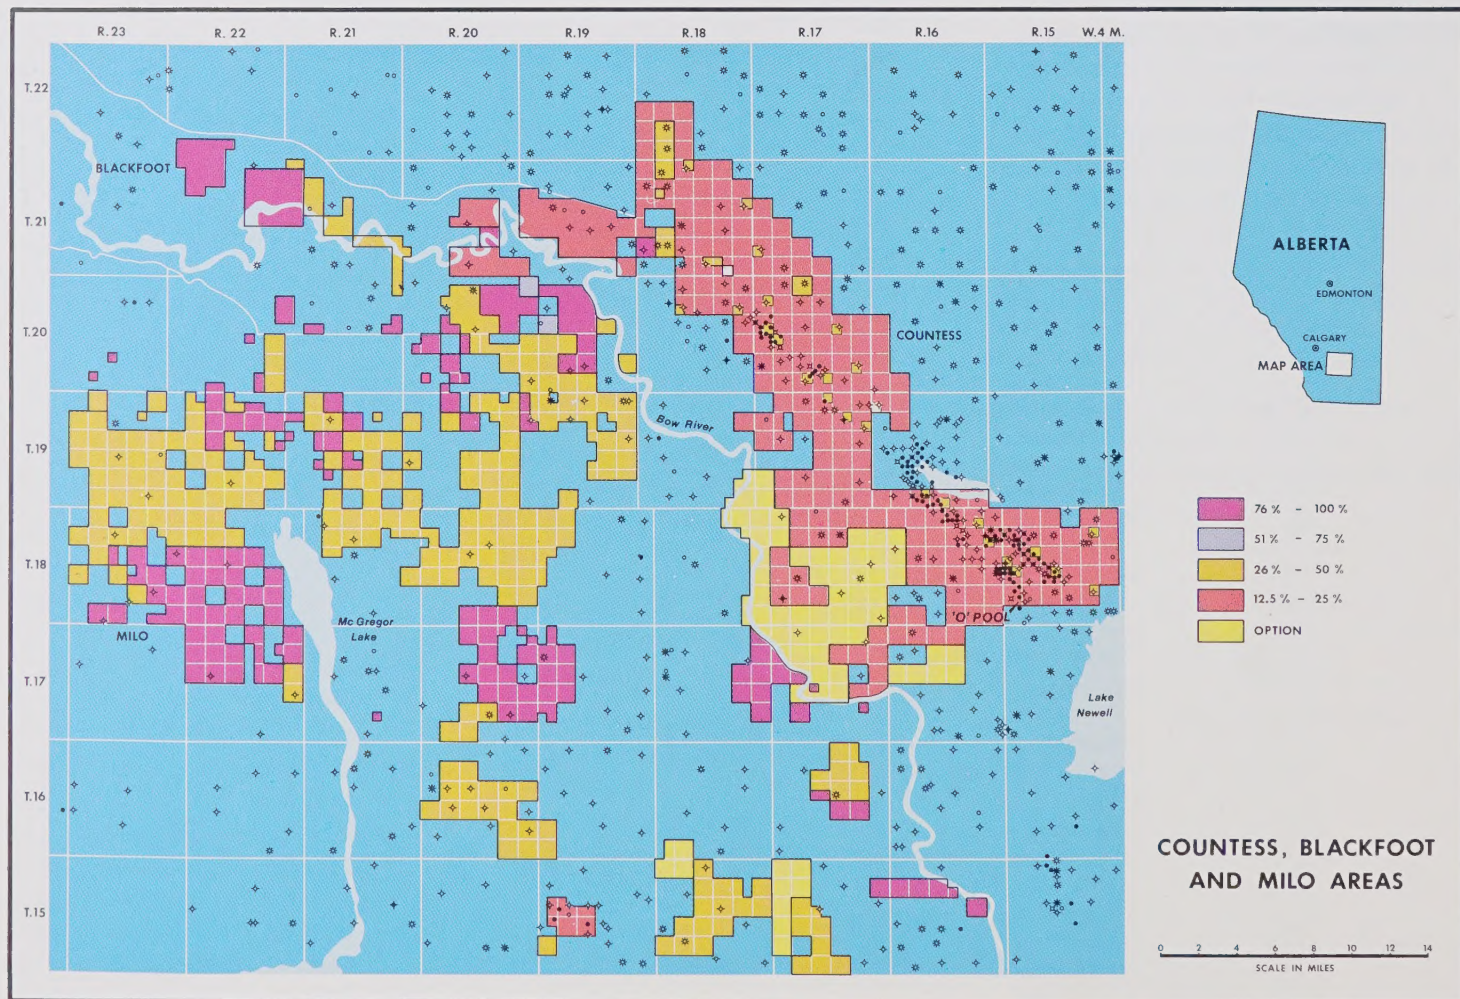 R. 23 R. 22 R. 21 R. 20 R.19 R.18 R.17 R.16 R.15 W.4 M.
T. 22
BLACKFOOT
T. 21
T. 20
COUNTESS
Bow River
T.19
T.18
'O' POOL
MILO
Mc Gregor
Lake
T.17
Lake
Newell
T.16
T.15
ALBERTA
EDMONTON
CALGARY
MAP AREA
76 % - 100 %
51 % - 75 %
26 % - 50 %
12.5 % - 25 %
OPTION
COUNTESS, BLACKFOOT
AND MILO AREAS
0 2 4 6 8 10 12 14
SCALE IN MILES